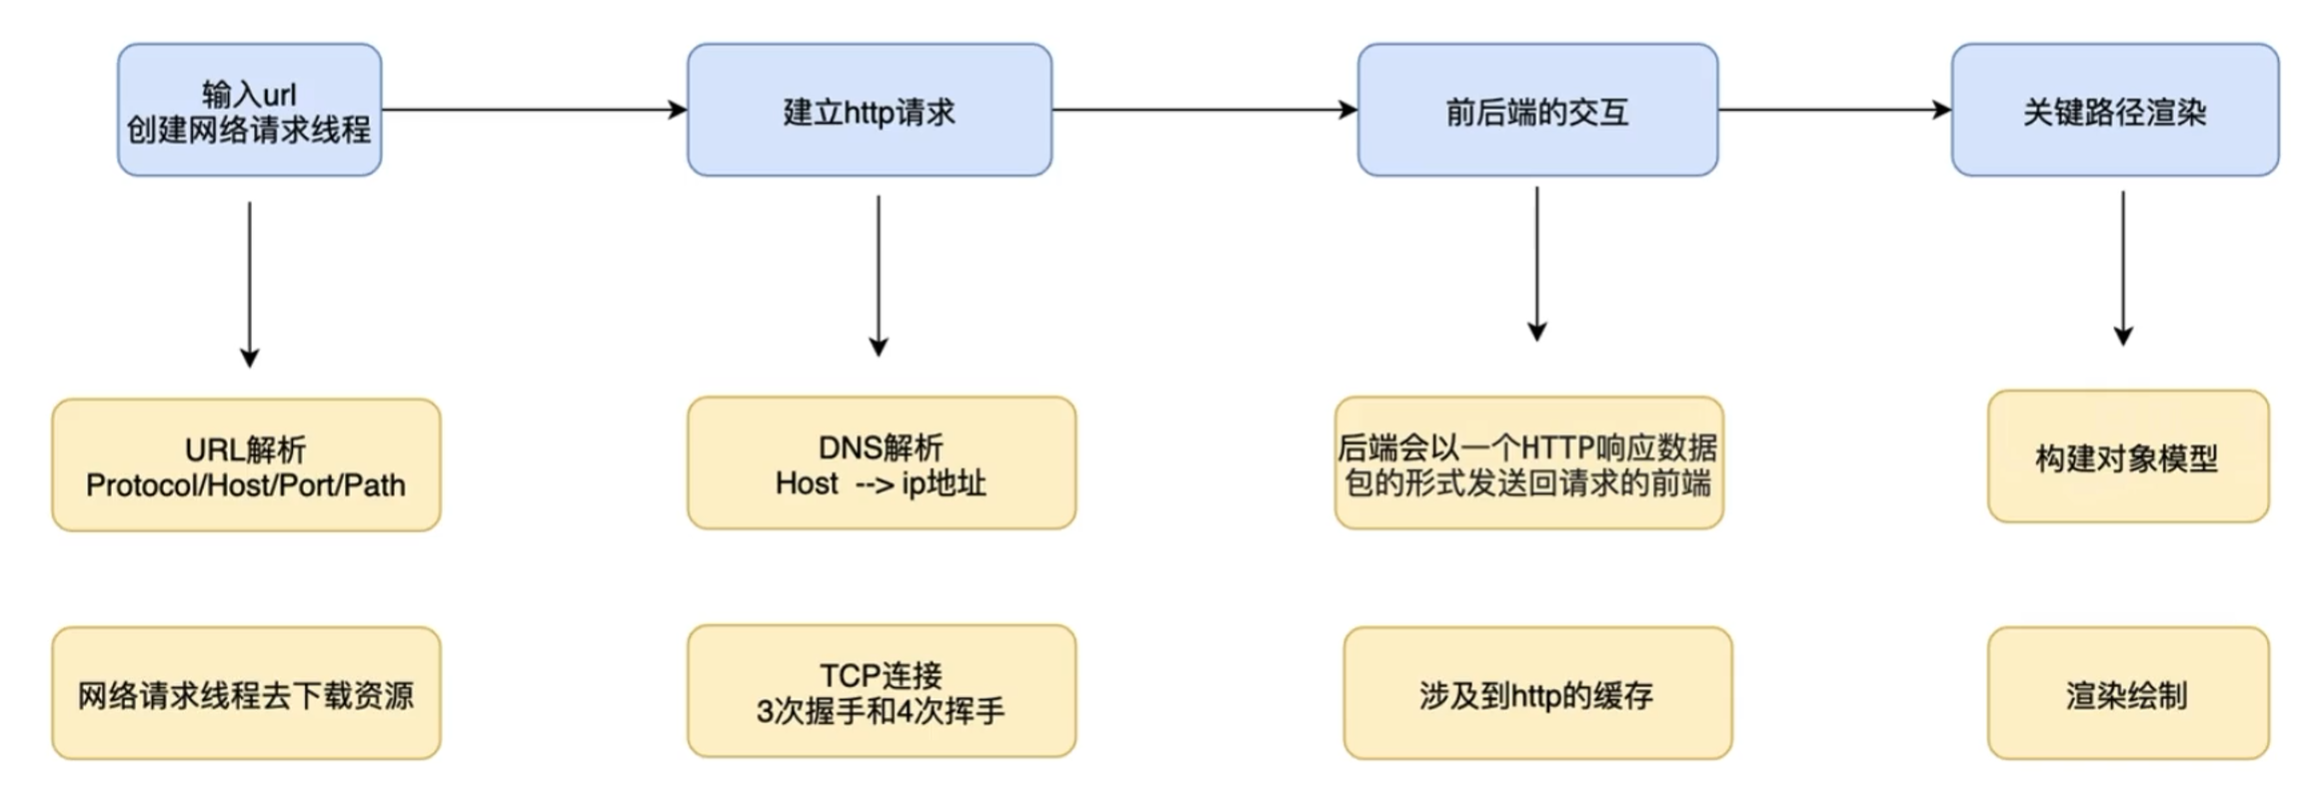 输入url
创建网络请求线程
建立http请求
前后端的交互
关键路径渲染
URL解析
Protocol/Host/Port/Path
DNS解析
Host --> ip地址
后端会以一个HTTP响应数据
包的形式发送回请求的前端
构建对象模型
网络请求线程去下载资源
TCP连接
3次握手和4次挥手
涉及到http的缓存
渲染绘制